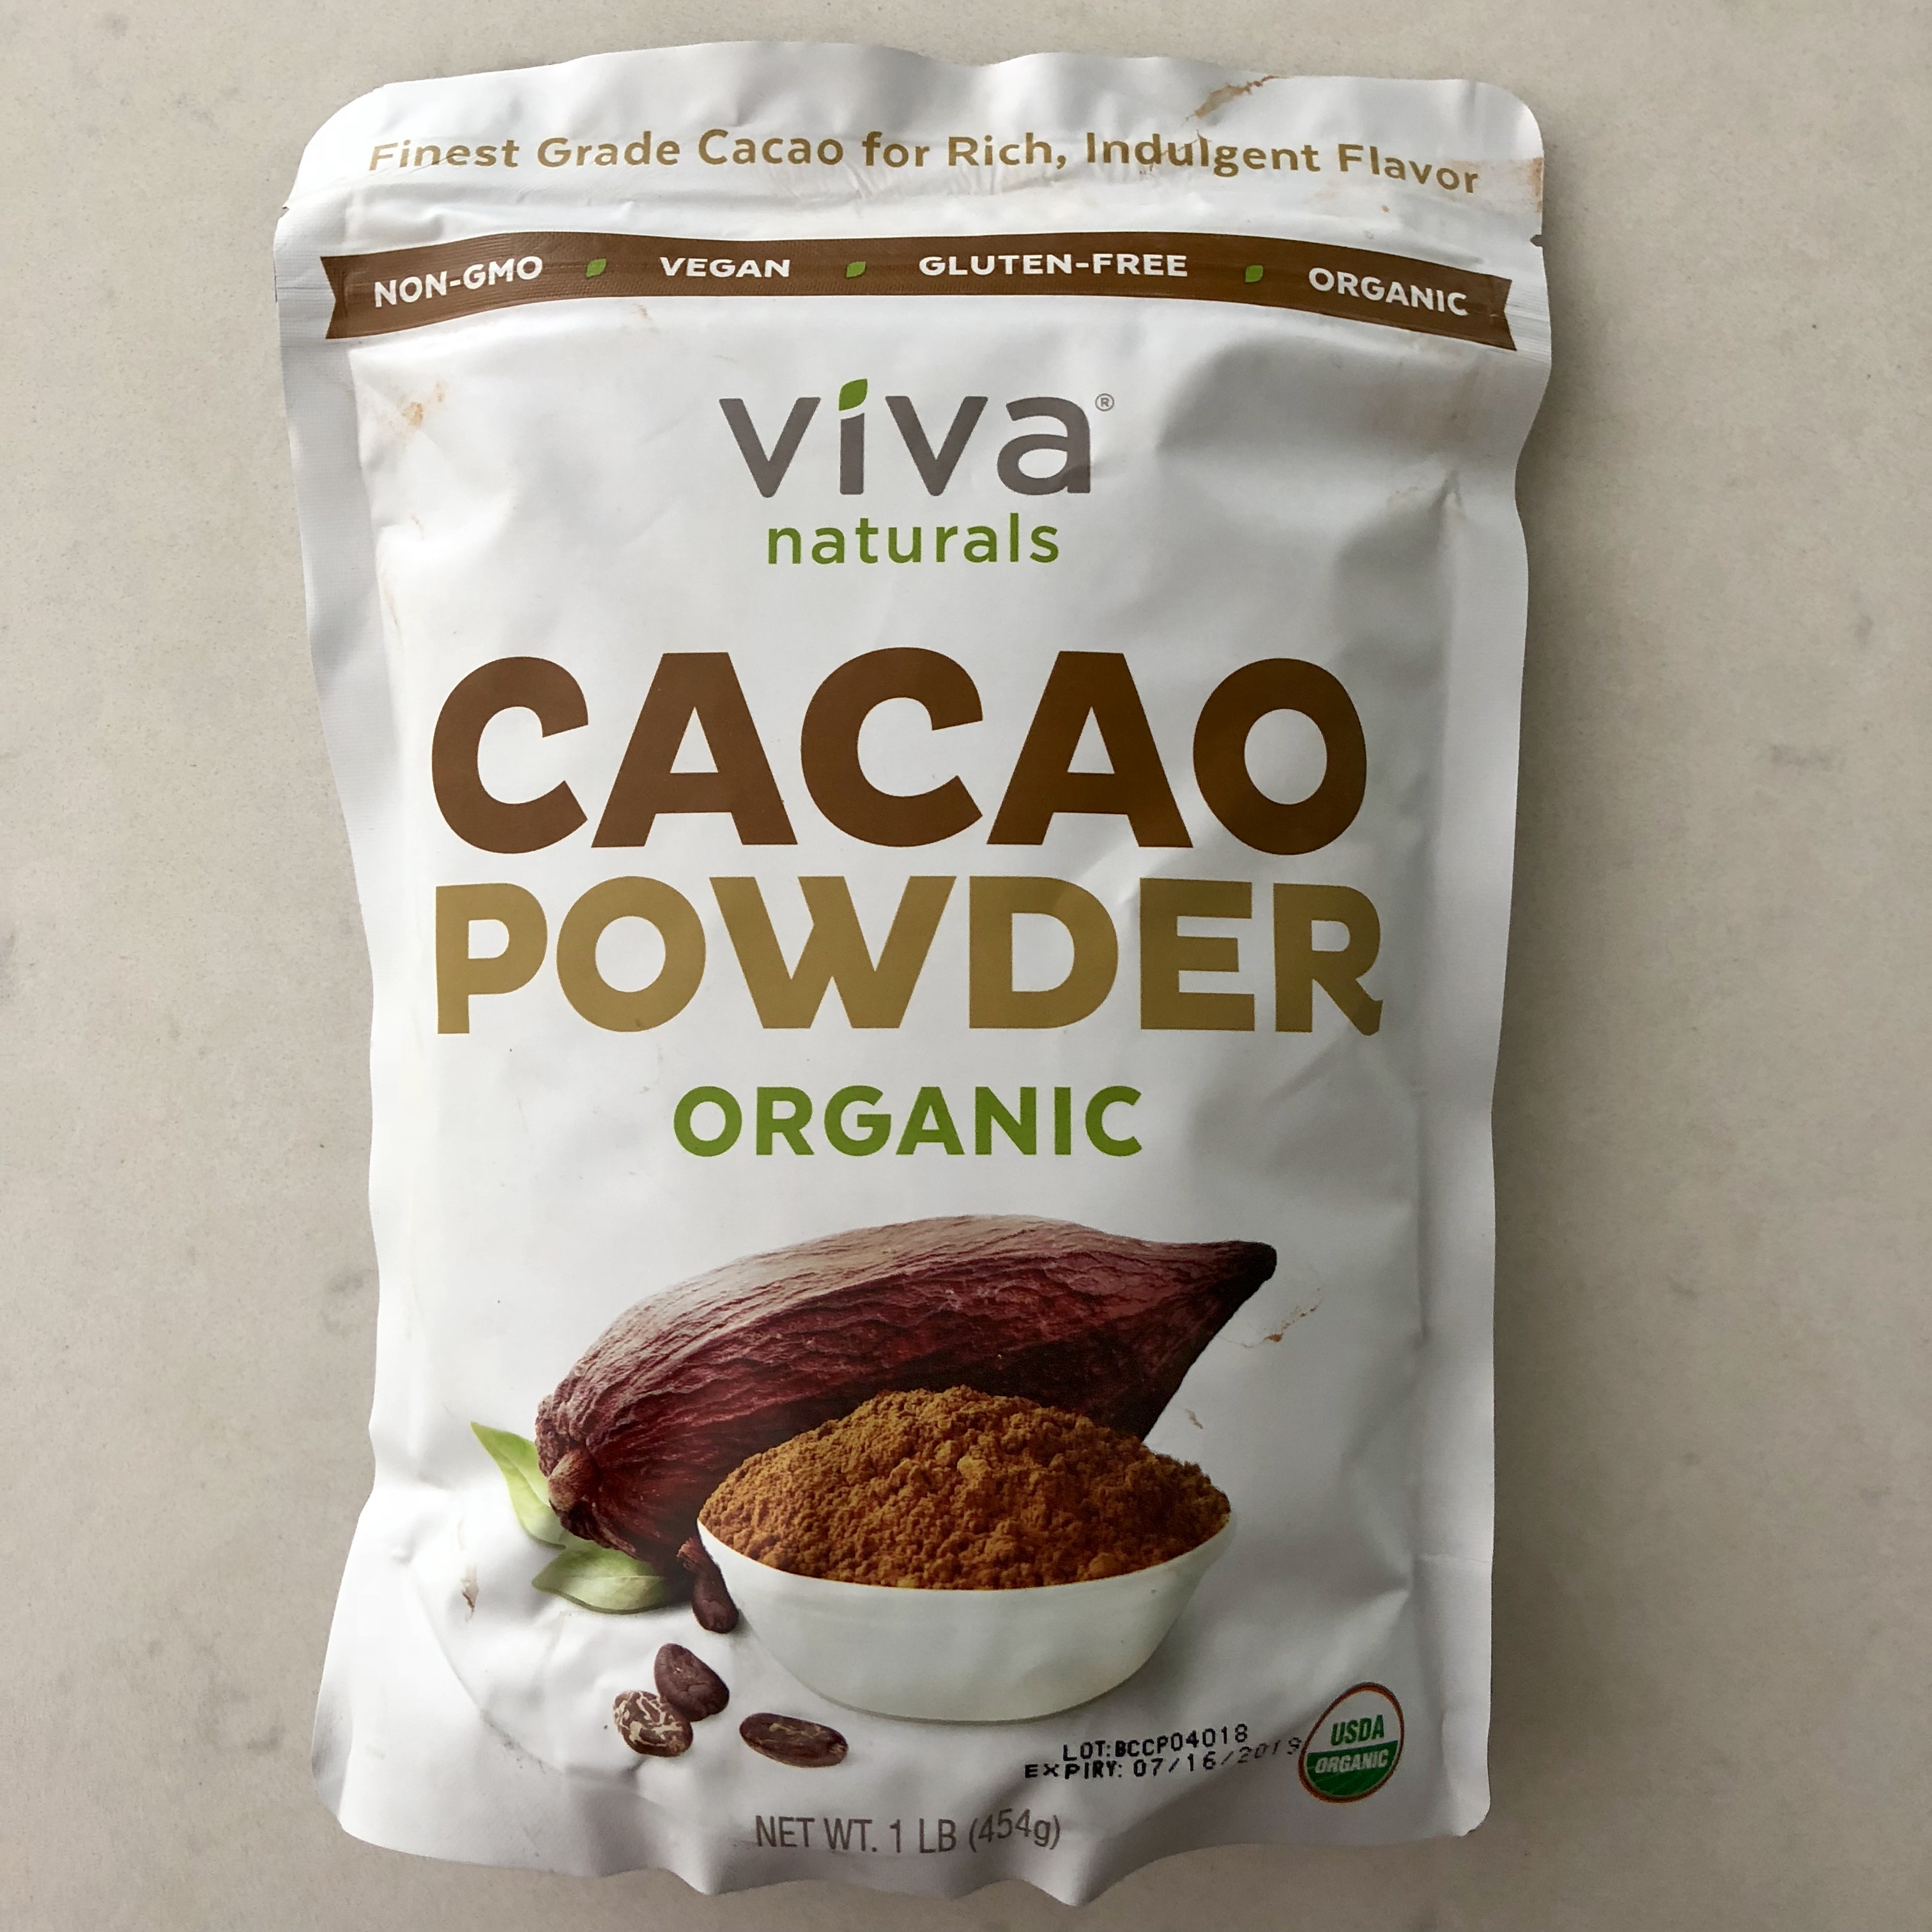 Finest Grade Cacao for Rich, Indulgent Flavor
NON-GMO VEGAN GLUTEN-FREE ORGANIC
viva®
naturals
CACAO
POWDER
ORGANIC
LOT:BCCP04018
EXPIRY: 07/16/2019
USDA
ORGANIC
NET WT. 1 LB (454g)